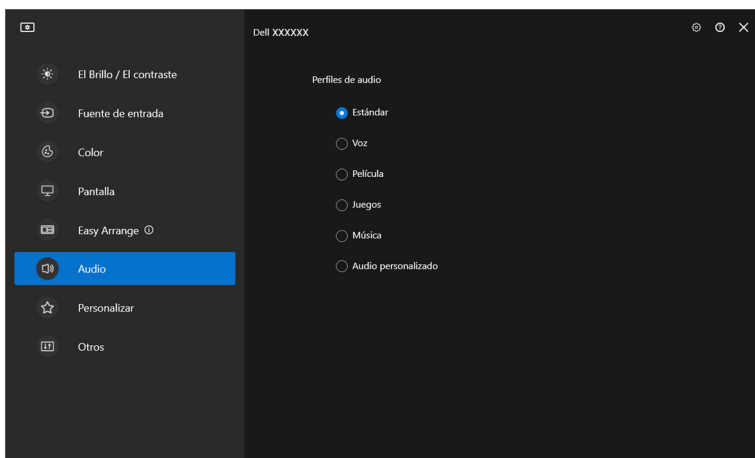 Dell XXXXXX
El Brillo / El contraste
Fuente de entrada
Color
Pantalla
Easy Arrange
Audio
Personalizar
Otros
Perfiles de audio
Estándar
Voz
Película
Juegos
Música
Audio personalizado